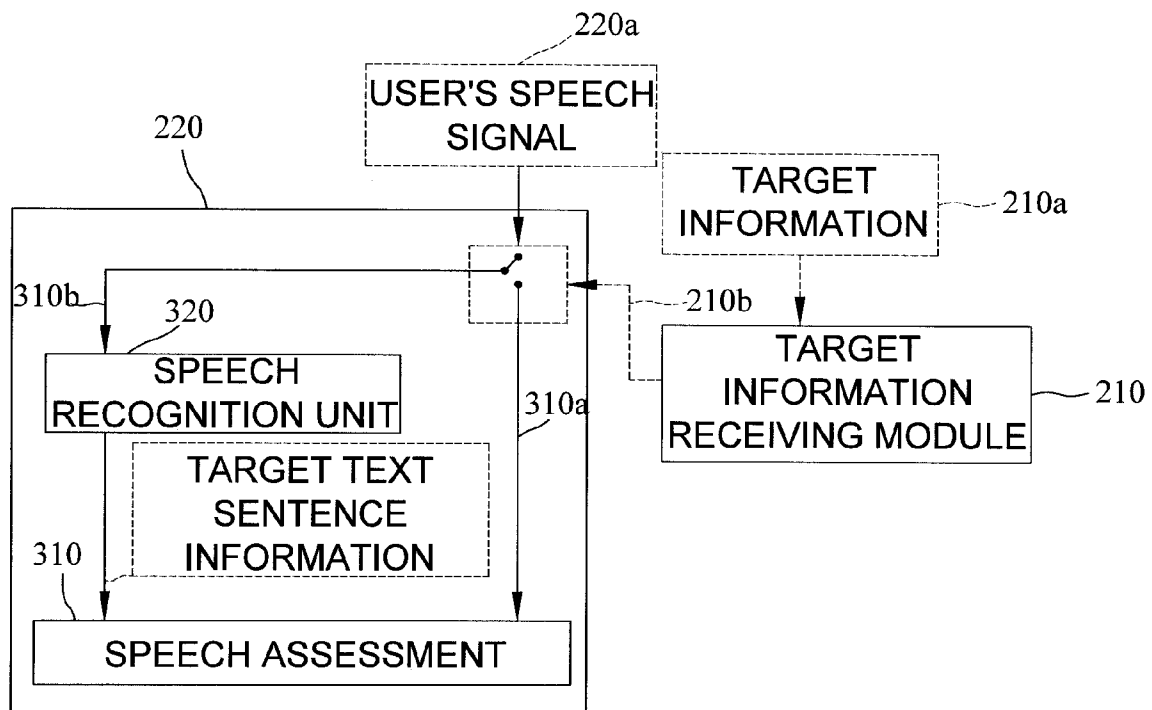 220a
USER'S SPEECH
SIGNAL
220
TARGET
INFORMATION
210a
310b
210b
320
SPEECH
RECOGNITION UNIT
310a
TARGET
INFORMATION
RECEIVING MODULE
210
TARGET TEXT
SENTENCE
INFORMATION
310
SPEECH ASSESSMENT